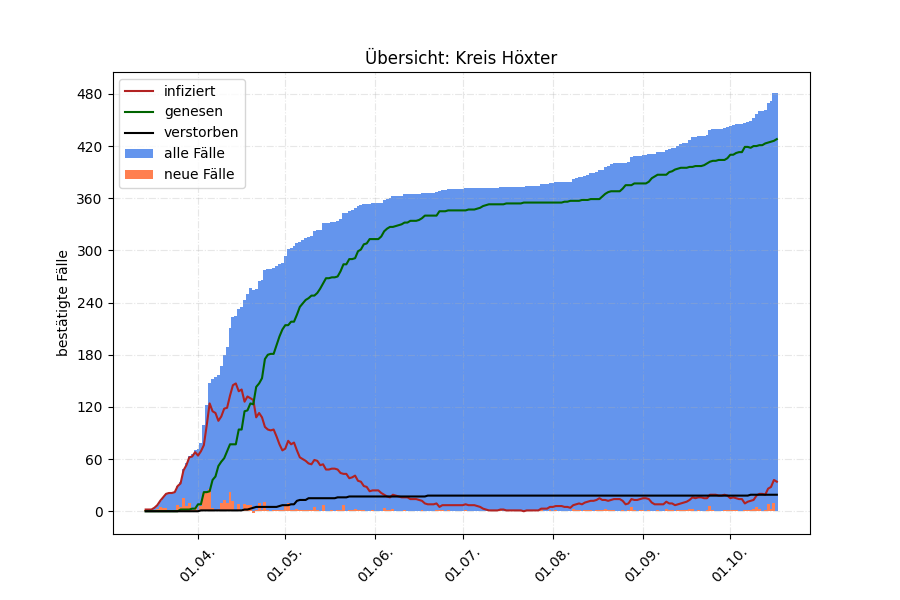 Übersicht: Kreis Höxter
infiziert
genesen
verstorben
alle Fälle
neue Fälle
bestätigte Fälle
480
420
360
300
240
180
120
60
0
01.04.
01.05.
01.06.
01.07.
01.08.
01.09.
01.10.